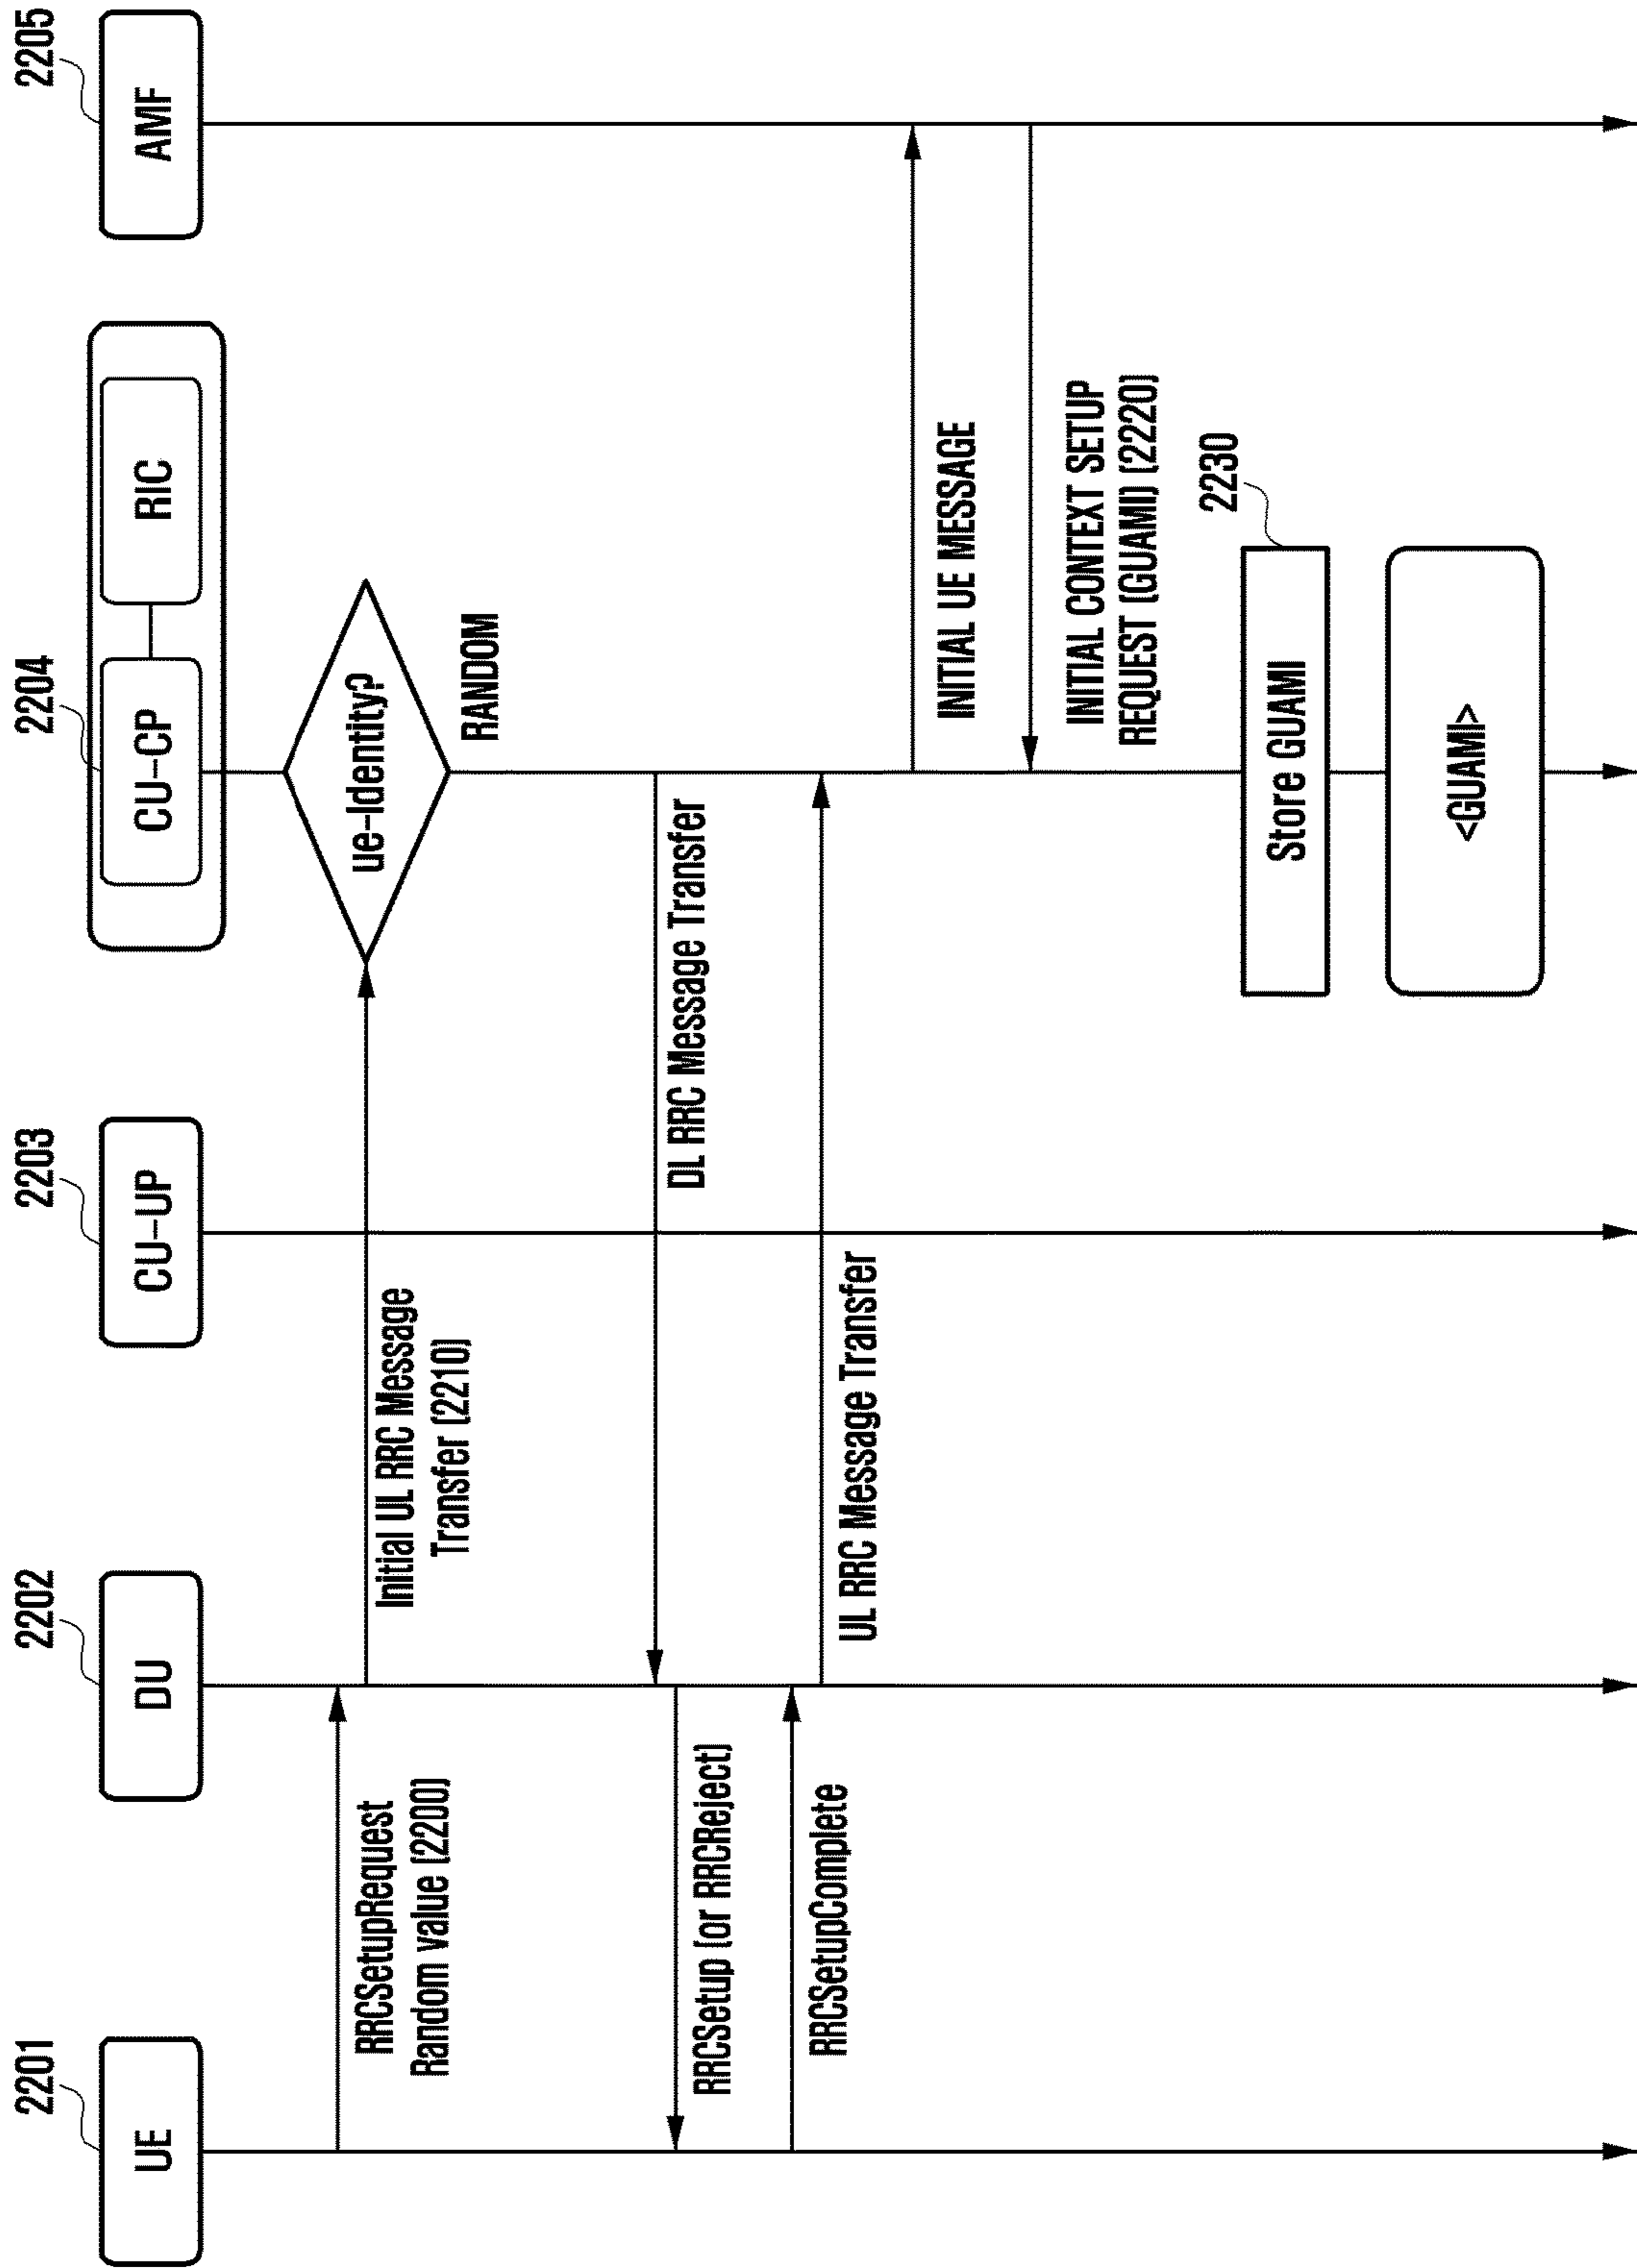 2201
2202
2203
2204
2205
UE
DU
CU-UP
CU-CP
RIC
AMF
RRCSetupRequest
Random value (2200)
Initial UL RRC Message
Transfer (2210)
ue-Identity?
RANDOM
DL RRC Message Transfer
RRCSetup (or RRCReject)
RRCSetupComplete
UL RRC Message Transfer
INITIAL UE MESSAGE
INITIAL CONTEXT SETUP
REQUEST (GUAMI) (2220)
2230
Store GUAMI
<GUAMI>